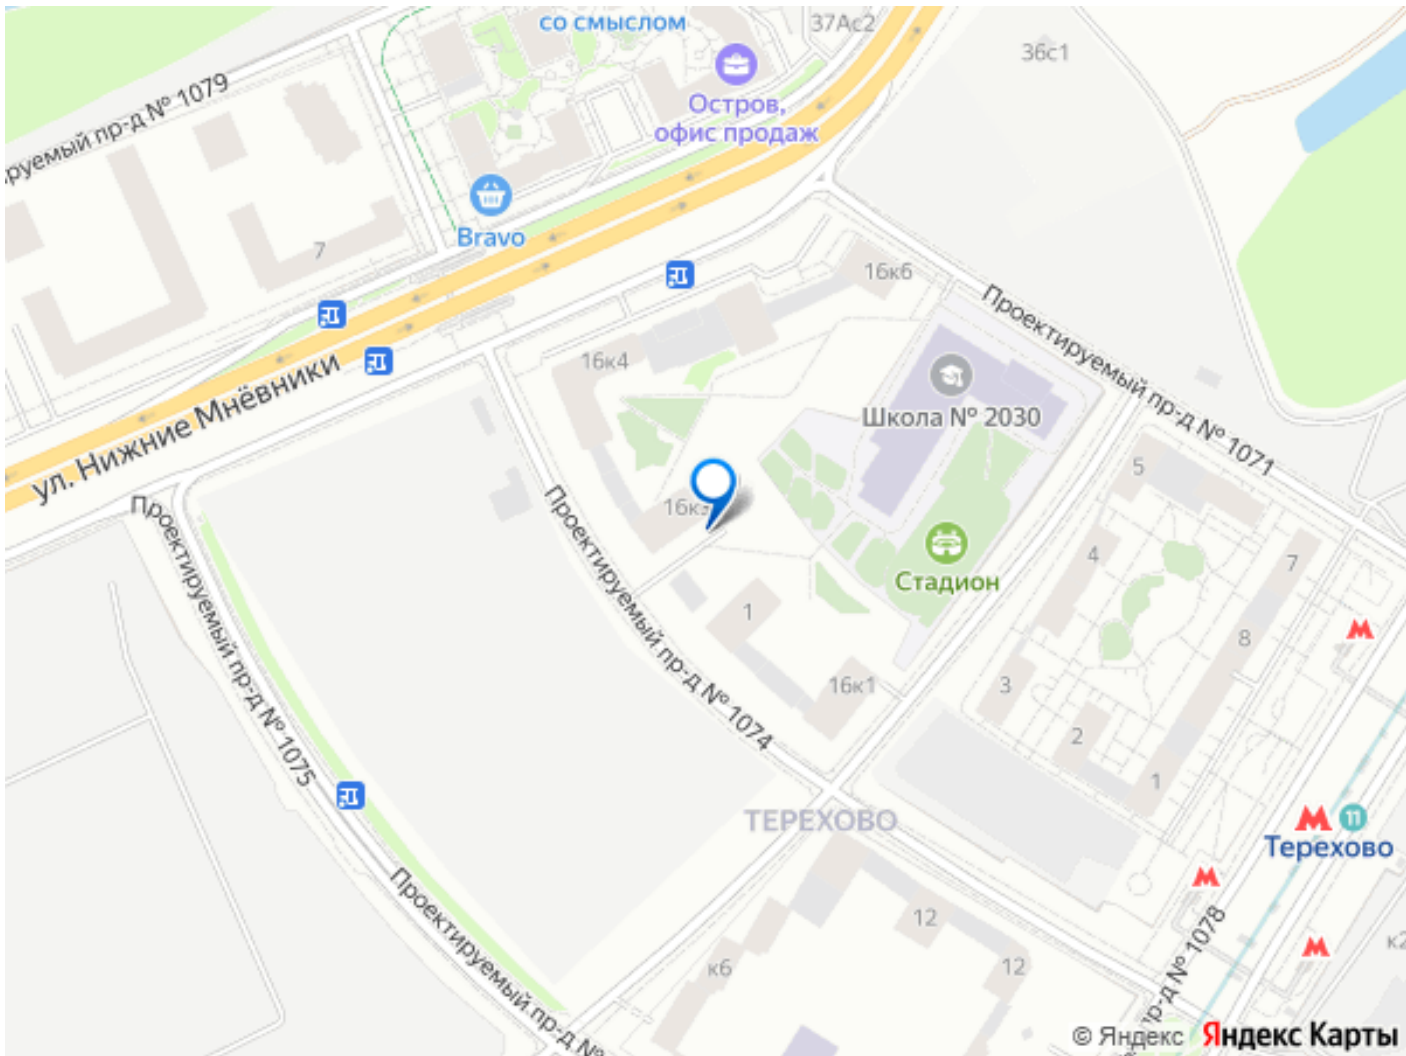 со смыслом
37Ас2
36с1
Остров,
офис продаж
руемый пр-д № 1079
Bravo
7
16к6
Проектируемый пр-д № 1071
16к4
ул. Нижние Мнёвники
Школа № 2030
5
Проектируемый пр-д № 1075
Проектируемый пр-д № 1074
Стадион
4
7
1
8
16к1
3
2
1
ТЕРЕХОВО
11
Терехово
Проектируемый пр-д №
12
12
к6
пр-д № 1078
© Яндекс Яндекс Карты